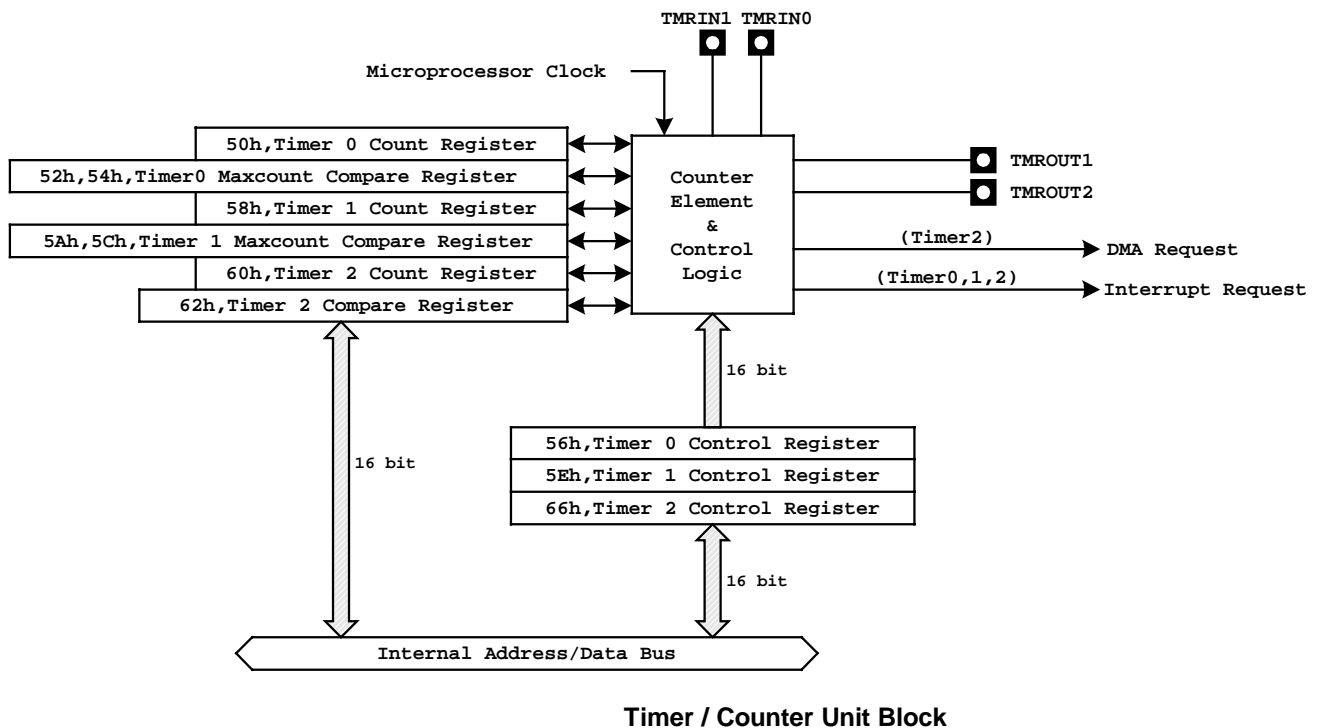 TMRIN1 TMRIN0
Microprocessor Clock
50h,Timer 0 Count Register
52h,54h,Timer0 Maxcount Compare Register
58h,Timer 1 Count Register
5Ah,5Ch,Timer 1 Maxcount Compare Register
60h,Timer 2 Count Register
62h,Timer 2 Compare Register
Counter
Element
&
Control
Logic
TMROUT1
TMROUT2
(Timer2)
DMA Request
(Timer0,1,2)
Interrupt Request
16 bit
56h,Timer 0 Control Register
5Eh,Timer 1 Control Register
66h,Timer 2 Control Register
16 bit
16 bit
Internal Address/Data Bus
Timer / Counter Unit Block